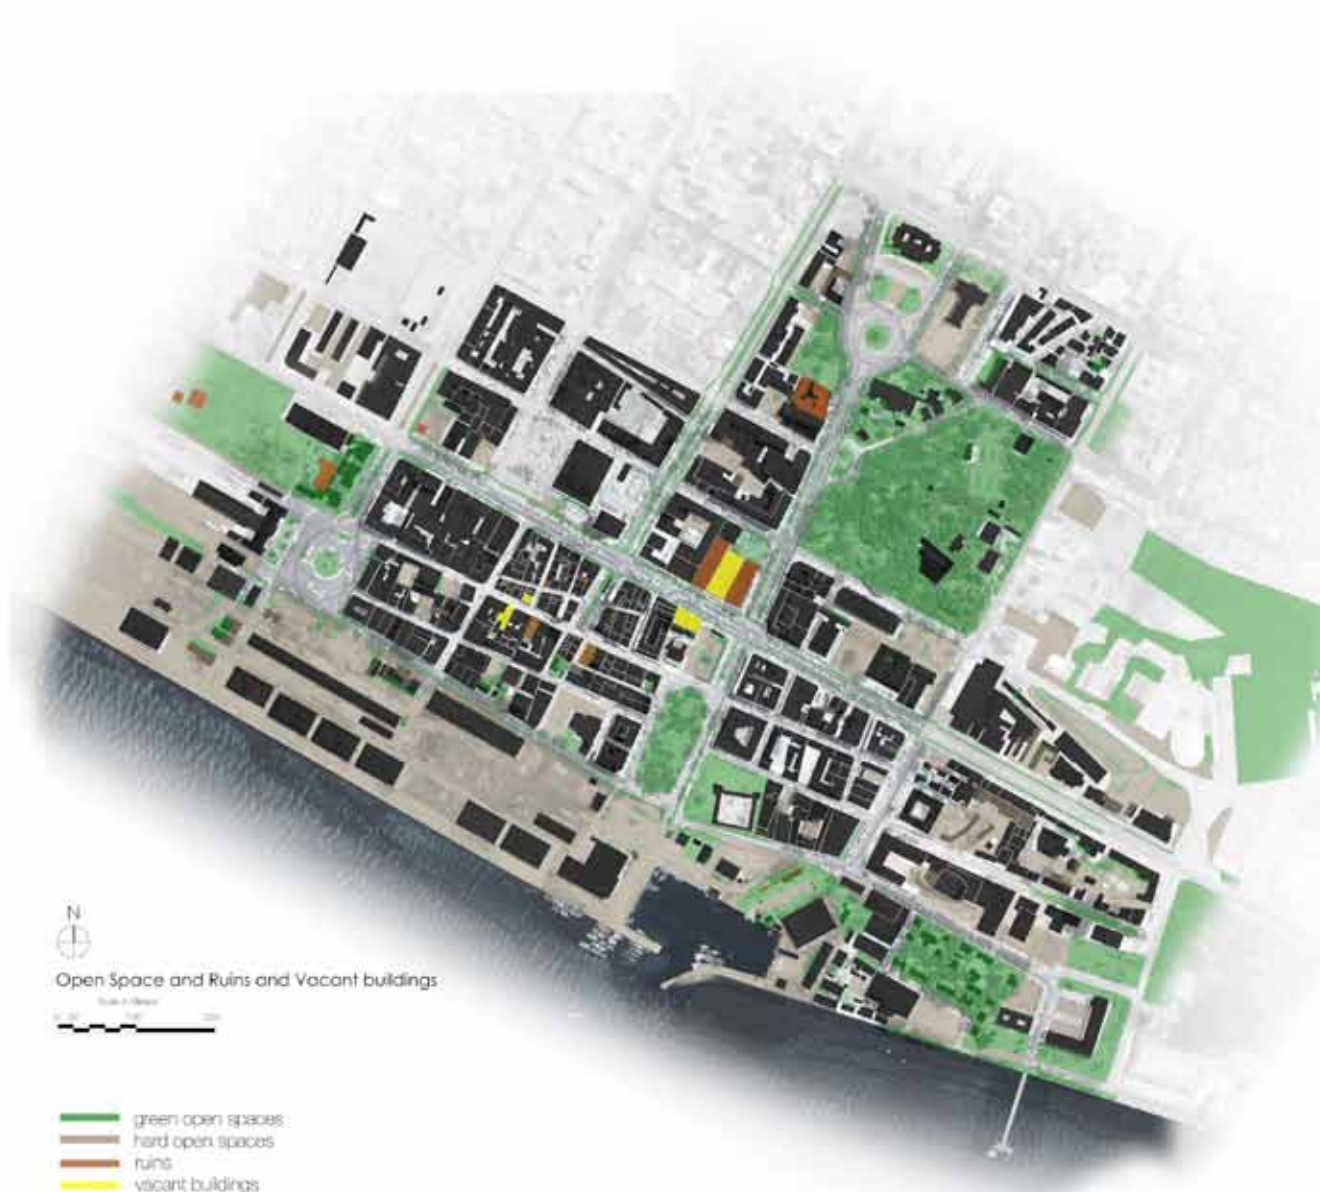 N
Open Space and Ruins and Vacant buildings
green open spaces
hard open spaces
ruins
vacant buildings